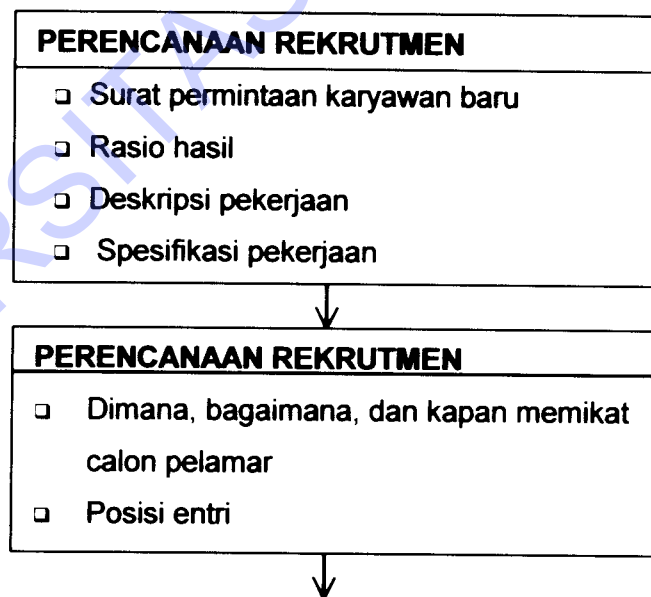 PERENCANAAN REKRUTMEN
❑ Surat permintaan karyawan baru
❑ Rasio hasil
❑ Deskripsi pekerjaan
❑ Spesifikasi pekerjaan
PERENCANAAN REKRUTMEN
❑ Dimana, bagaimana, dan kapan memikat
calon pelamar
❑ Posisi entri